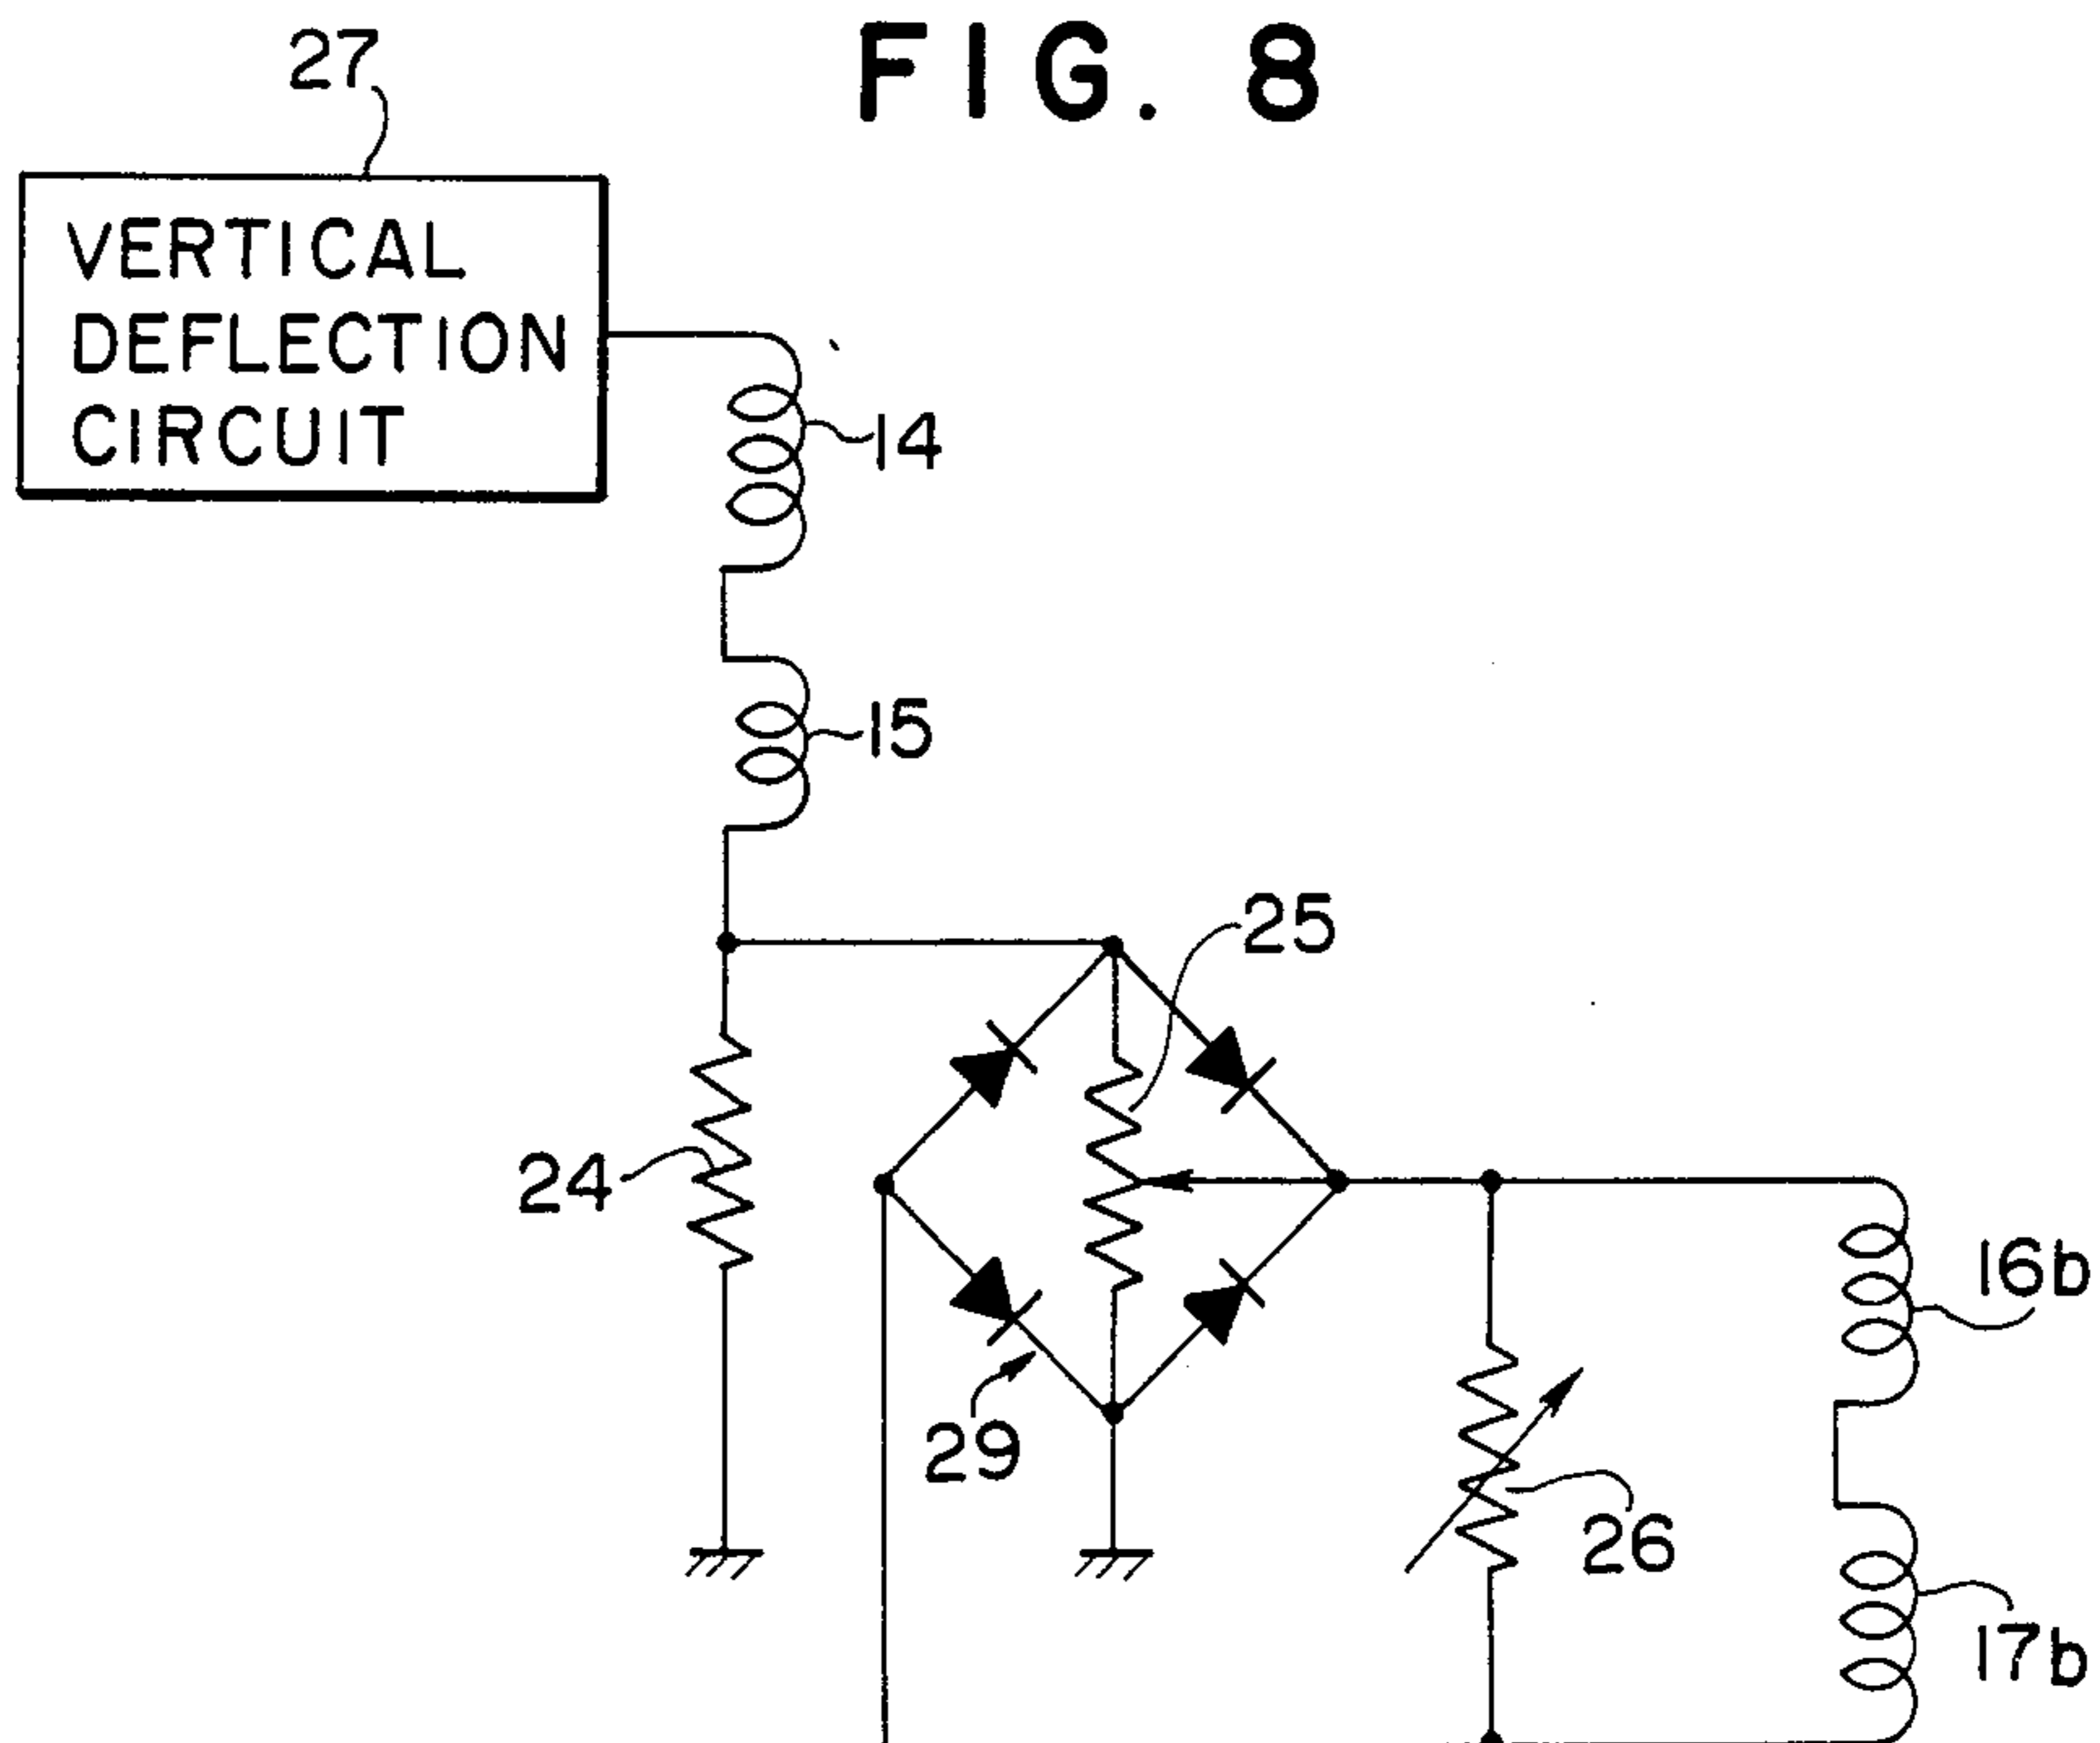 FIG. 8
27
VERTICAL
DEFLECTION
CIRCUIT
14
15
25
24
16b
29
26
17b